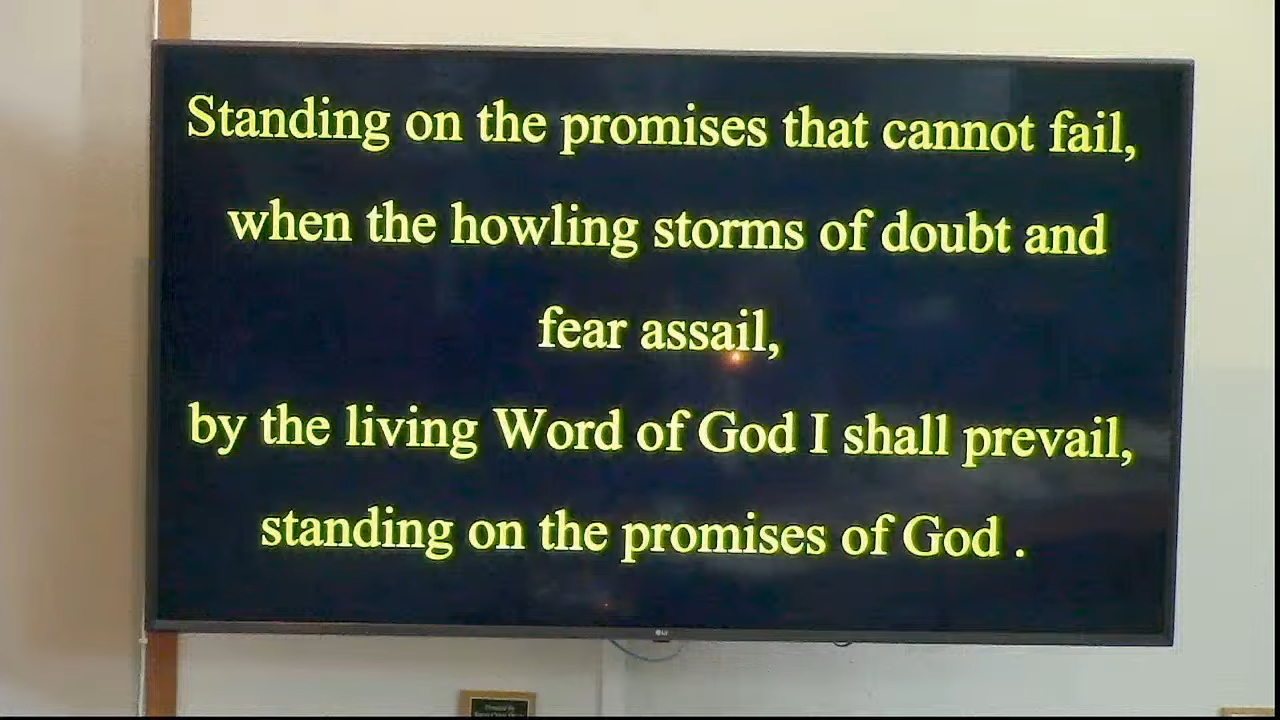 Standing on the promises that cannot fail,
when the howling storms of doubt and
fear assail,
by the living Word of God I shall prevail,
standing on the promises of God .
LG